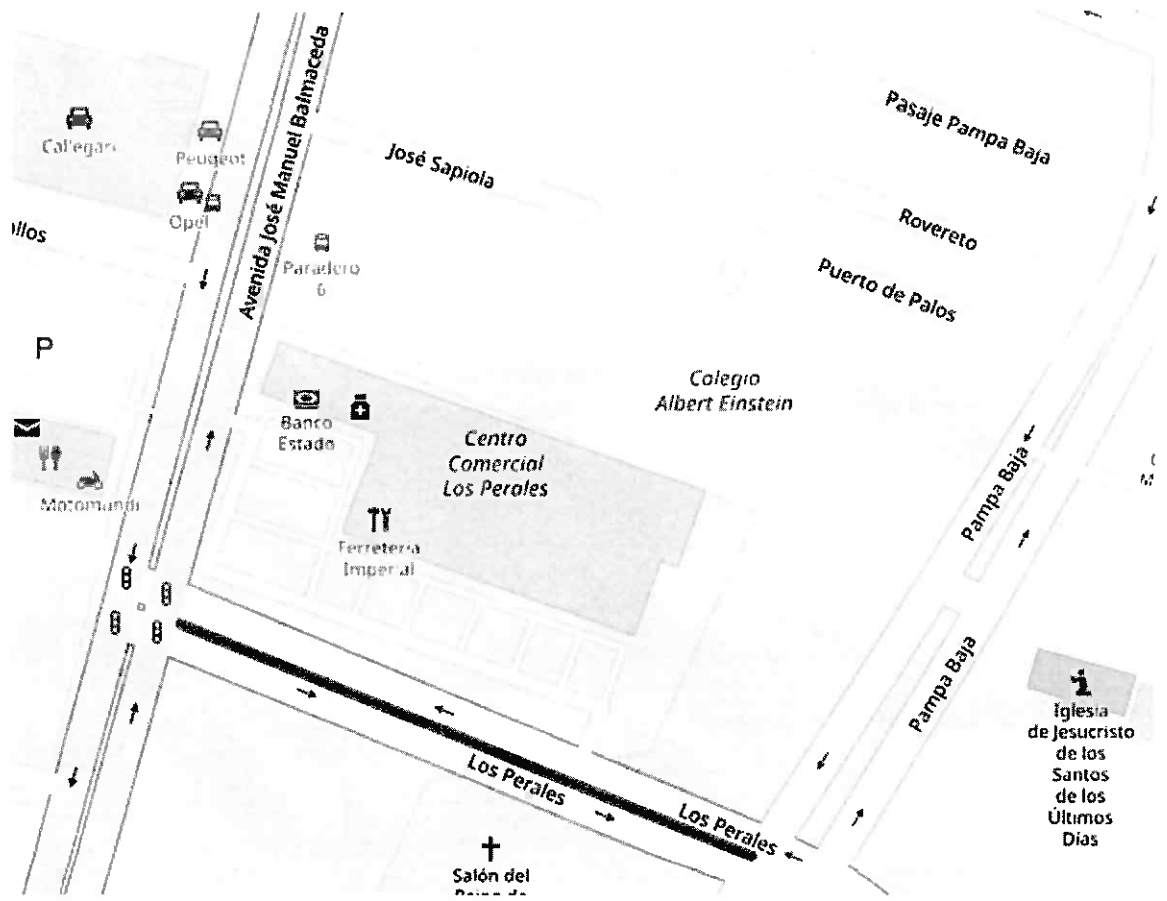 Callegari
Peugeot
Opel
Avenida José Manuel Balmaceda
José Sapiola
Pasaje Pampa Baja
Rovereto
Puerto de Palos
Paradero
6
P
Banco
Estado
Motomundi
Centro
Comercial
Los Perales
Colegio
Albert Einstein
Ferretería
Imperial
Pampa Baja
Pampa Baja
Iglesia
de Jesucristo
de los
Santos
de los
Últimos
Días
Los Perales
Los Perales
Salón del